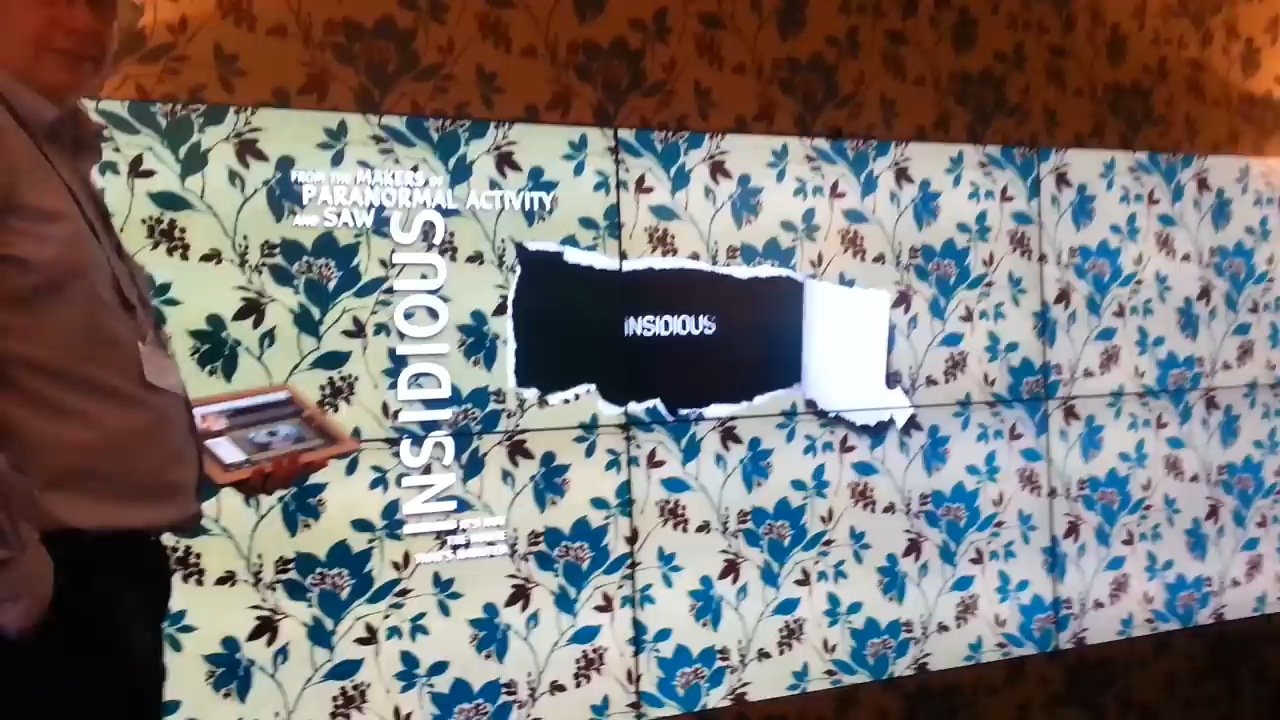 FROM THE MAKERS OF
PARANORMAL ACTIVITY
AND SAW
INSIDIOUS
INSIDIOUS